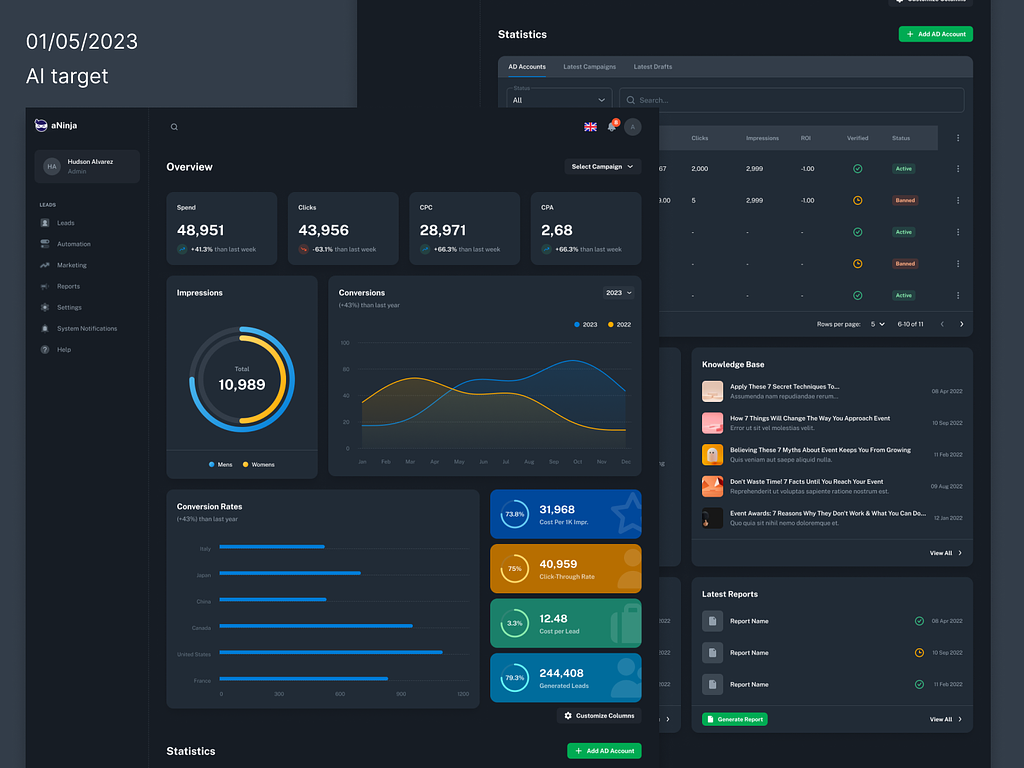 01/05/2023
AI target
aNinja
HA
Hudson Alvarez
Admin
LEADS
Leads
Automation
Marketing
Reports
Settings
System Notifications
Help
8
A
Overview
Select Campaign
Spend
48,951
+41.3% than last week
Clicks
43,956
-63.1% than last week
CPC
28,971
+66.3% than last week
CPA
2,68
+66.3% than last week
Impressions
Total
10,989
Mens
Womens
Conversions
(+43%) than last year
2023
2023
2022
100
80
40
20
0
Jan
Feb
Mar
Apr
May
Jun
Jul
Aug
Sep
Oct
Nov
Dec
Conversion Rates
(+43%) than last year
Italy
Japan
China
Canada
United States
France
0
300
600
900
1200
73.8%
31,968
Cost Per 1K Impr.
75%
40,959
Click-Through Rate
3.3%
12.48
Cost per Lead
79.3%
244,408
Generated Leads
Customize Columns
Statistics
Add AD Account
Customize Columns
Statistics
Add AD Account
AD Accounts
Latest Campaigns
Latest Drafts
Status
All
Search...
Clicks
Impressions
ROI
Verified
Status
67
2,000
2,999
-1.00
Active
9.00
5
2,999
-1.00
Banned
-
-
-
Active
-
-
-
Banned
-
-
-
Active
Rows per page:
5
6-10 of 11
Knowledge Base
Apply These 7 Secret Techniques To...
Assumenda nam repudiandae rerum...
08 Apr 2022
How 7 Things Will Change The Way You Approach Event
Error ut sit vel molestias velit.
10 Sep 2022
Believing These 7 Myths About Event Keeps You From Growing
Quis veniam aut saepe aliquid nulla.
11 Feb 2022
Don't Waste Time! 7 Facts Until You Reach Your Event
Reprehenderit ut voluptas sapiente ratione nostrum est.
09 Aug 2022
Event Awards: 7 Reasons Why They Don't Work & What You Can Do...
Quo quia sit nihil nemo doloremque et.
12 Jan 2022
View All
ng
Latest Reports
2022
Report Name
08 Apr 2022
2022
Report Name
10 Sep 2022
2022
Report Name
11 Feb 2022
Generate Report
View All